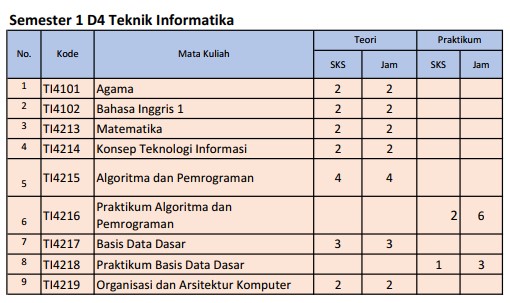 Semester 1 D4 Teknik Informatika
No. Kode Mata Kuliah Teori Praktikum
SKS Jam SKS Jam
1 TI4101 Agama 2 2
2 TI4102 Bahasa Inggris 1 2 2
3 TI4213 Matematika 2 2
4 TI4214 Konsep Teknologi Informasi 2 2
5 TI4215 Algoritma dan Pemrograman 4 4
6 TI4216 Praktikum Algoritma dan
Pemrograman 2 6
7 TI4217 Basis Data Dasar 3 3
8 TI4218 Praktikum Basis Data Dasar 1 3
9 TI4219 Organisasi dan Arsitektur Komputer 2 2